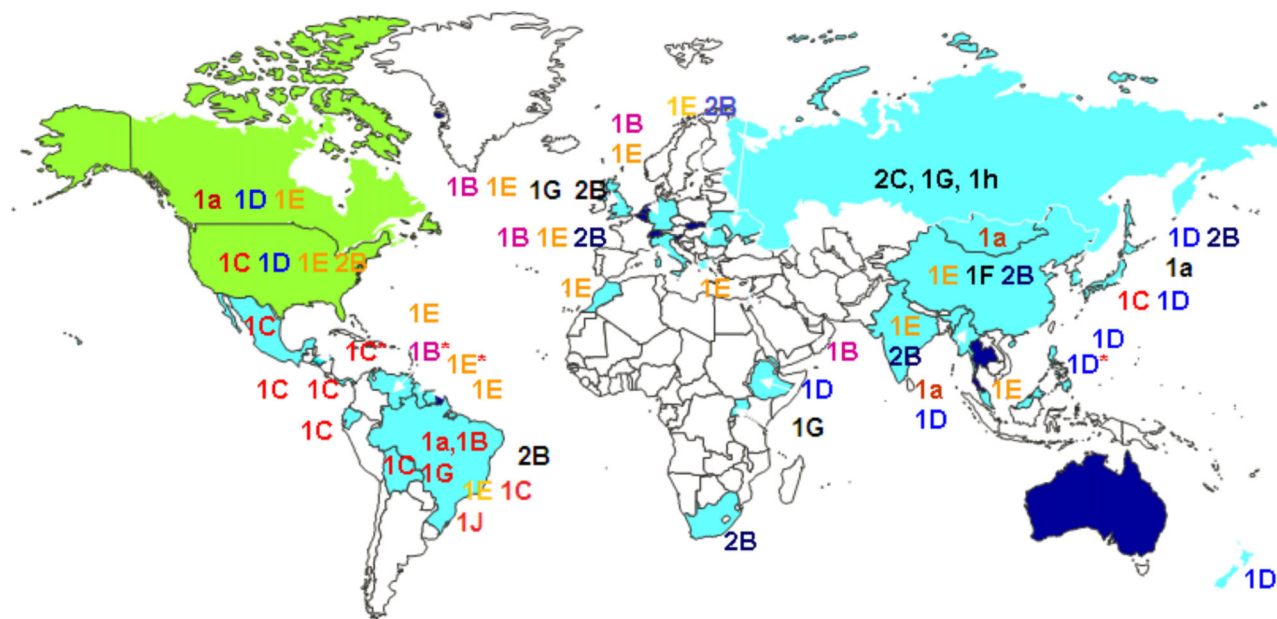 1E 2B
1B
1E
1B 1E 1G 2B
2C, 1G, 1h
1a 1D 1E
1B 1E 2B
1a
1D 2B
1C 1D 1E 2B
1a
1E 1F 2B
1E
1E
1C 1D
1E
1C
1E
1C*
1B*
1B
2B
1D
1E*
1D*
1C
1C
1E
1D
1a
1E
1D
1C
1G
1a,1B
2B
1C
1G
1E 1C
1J
2B
1D